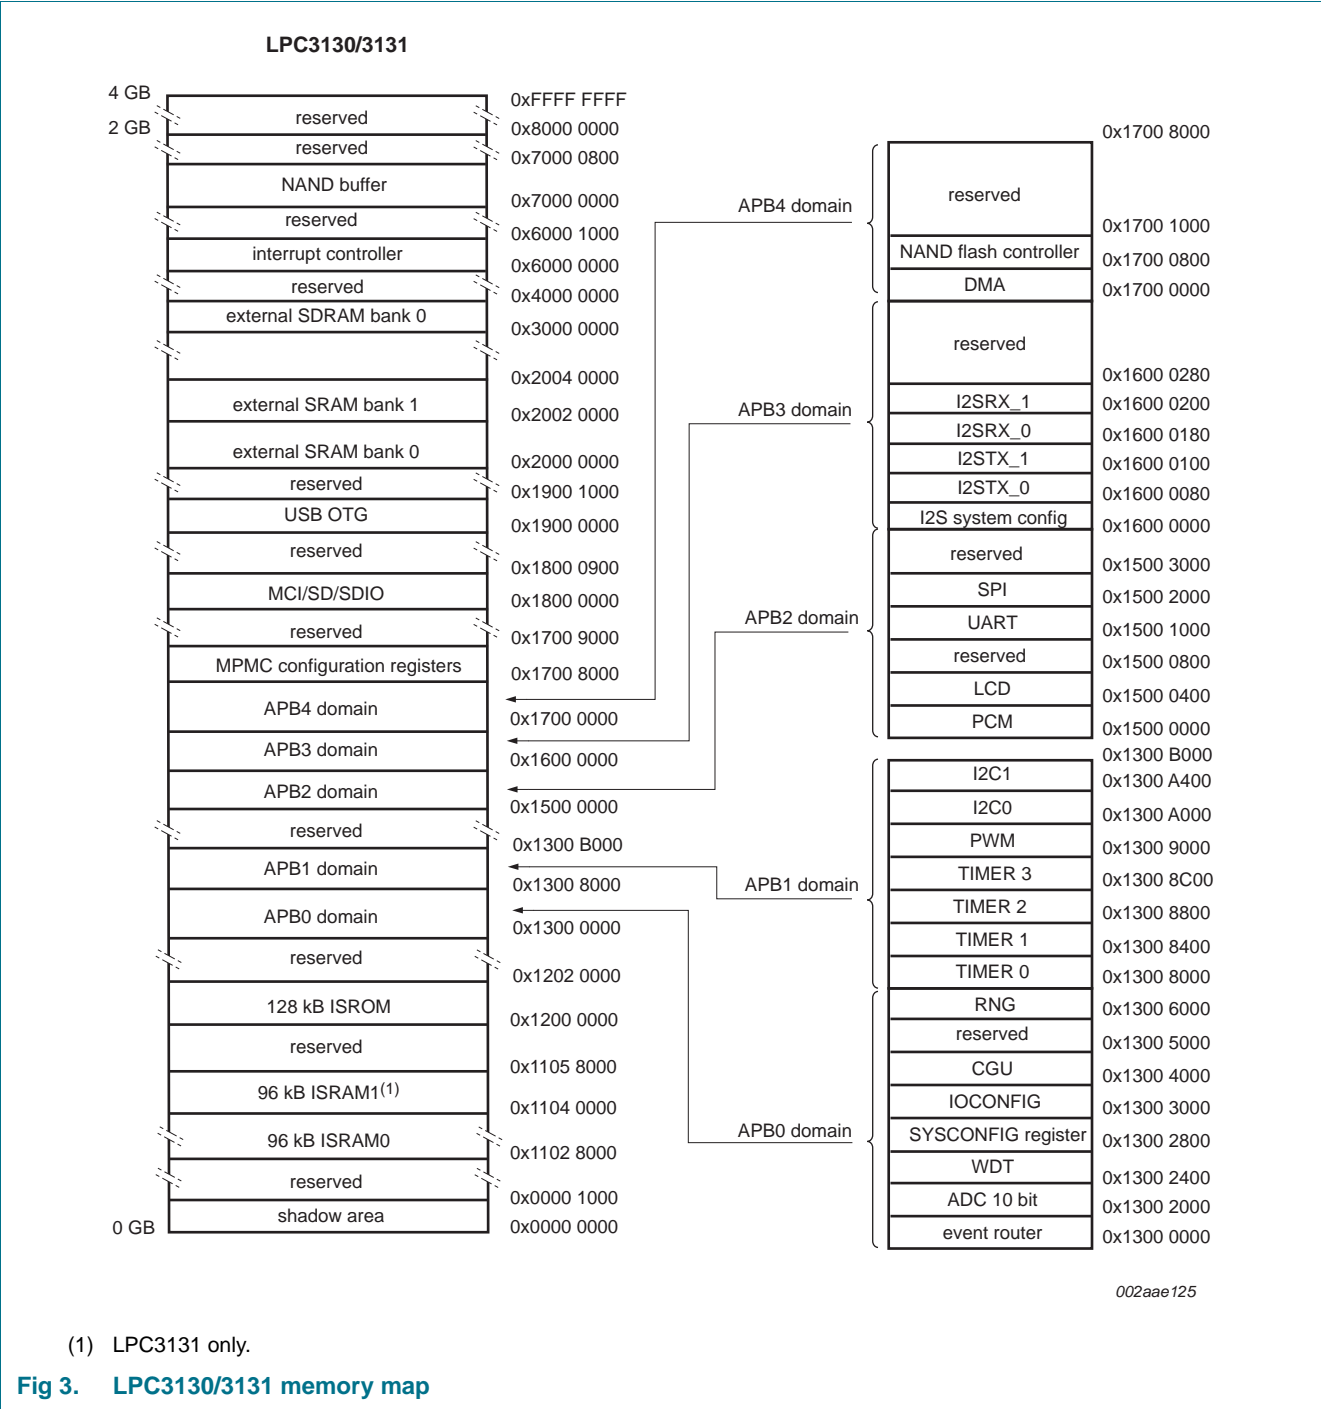 LPC3130/3131
4 GB
0xFFFF FFFF
reserved
2 GB
0x8000 0000
reserved
0x7000 0800
NAND buffer
0x7000 0000
reserved
0x6000 1000
interrupt controller
0x6000 0000
reserved
0x4000 0000
external SDRAM bank 0
0x3000 0000
0x2004 0000
external SRAM bank 1
0x2002 0000
external SRAM bank 0
0x2000 0000
reserved
0x1900 1000
USB OTG
0x1900 0000
reserved
0x1800 0900
MCI/SD/SDIO
0x1800 0000
reserved
0x1700 9000
MPMC configuration registers
0x1700 8000
APB4 domain
0x1700 0000
APB3 domain
0x1600 0000
APB2 domain
0x1500 0000
reserved
0x1300 B000
APB1 domain
0x1300 8000
APB0 domain
0x1300 0000
reserved
0x1202 0000
128 kB ISROM
0x1200 0000
reserved
0x1105 8000
96 kB ISRAM1(1)
0x1104 0000
96 kB ISRAM0
0x1102 8000
reserved
0x0000 1000
shadow area
0 GB
0x0000 0000
APB4 domain
0x1700 8000
reserved
0x1700 1000
NAND flash controller
0x1700 0800
DMA
0x1700 0000
APB3 domain
reserved
0x1600 0280
I2SRX_1
0x1600 0200
I2SRX_0
0x1600 0180
I2STX_1
0x1600 0100
I2STX_0
0x1600 0080
I2S system config
0x1600 0000
APB2 domain
reserved
0x1500 3000
SPI
0x1500 2000
UART
0x1500 1000
reserved
0x1500 0800
LCD
0x1500 0400
PCM
0x1500 0000
APB1 domain
0x1300 B000
I2C1
0x1300 A400
I2C0
0x1300 A000
PWM
0x1300 9000
TIMER 3
0x1300 8C00
TIMER 2
0x1300 8800
TIMER 1
0x1300 8400
TIMER 0
0x1300 8000
APB0 domain
RNG
0x1300 6000
reserved
0x1300 5000
CGU
0x1300 4000
IOCONFIG
0x1300 3000
SYSCONFIG register
0x1300 2800
WDT
0x1300 2400
ADC 10 bit
0x1300 2000
event router
0x1300 0000
002aae125
(1) LPC3131 only.
Fig 3. LPC3130/3131 memory map